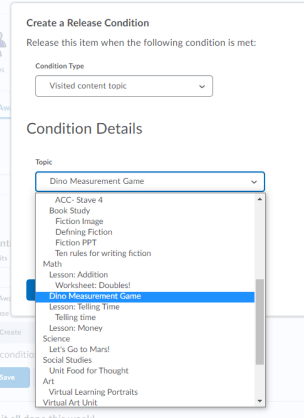 Create a Release Condition
Release this item when the following condition is met:
Condition Type
Visited content topic
Condition Details
Topic
Dino Measurement Game
ACC- Stave 4
Book Study
Fiction Image
Defining Fiction
Fiction PPT
Ten rules for writing fiction
Math
Lesson: Addition
Worksheet: Doubles!
Dino Measurement Game
Lesson: Telling Time
Telling time
Lesson: Money
Science
Let's Go to Mars!
Social Studies
Unit Food for Thought
Art
Virtual Learning Portraits
Virtual Art Unit
Create
condition
Save